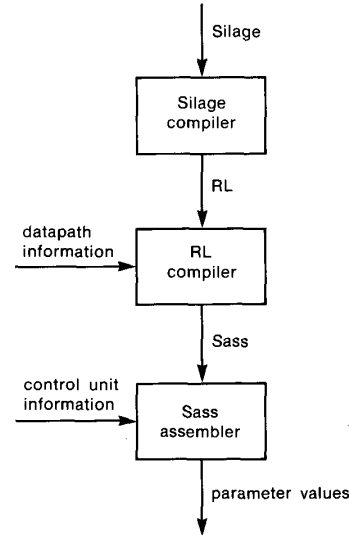 Silage
Silage
compiler
RL
datapath
information
RL
compiler
Sass
control unit
information
Sass
assembler
parameter values